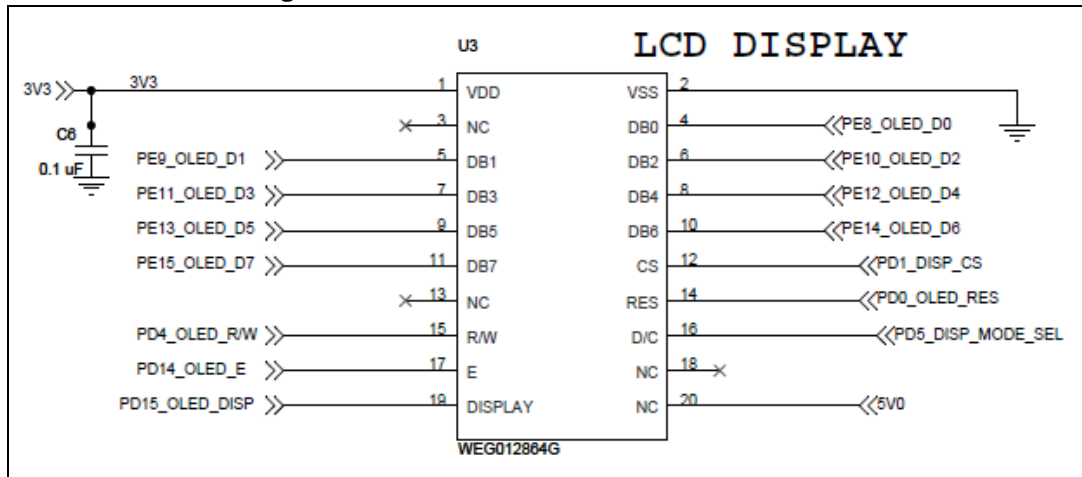 U3
LCD DISPLAY
3V3 3V3 1 VDD VSS 2
3 NC DB0 4 PE8_OLED_D0
C6
0.1 uF
PE9_OLED_D1 5 DB1 DB2 6 PE10_OLED_D2
PE11_OLED_D3 7 DB3 DB4 8 PE12_OLED_D4
PE13_OLED_D5 9 DB5 DB6 10 PE14_OLED_D6
PE15_OLED_D7 11 DB7 CS 12 PD1_DISP_CS
13 NC RES 14 PD0_OLED_RES
PD4_OLED_R/W 15 R/W D/C 16 PD5_DISP_MODE_SEL
PD14_OLED_E 17 E NC 18
PD15_OLED_DISP 19 DISPLAY NC 20 5V0
WEG012864G